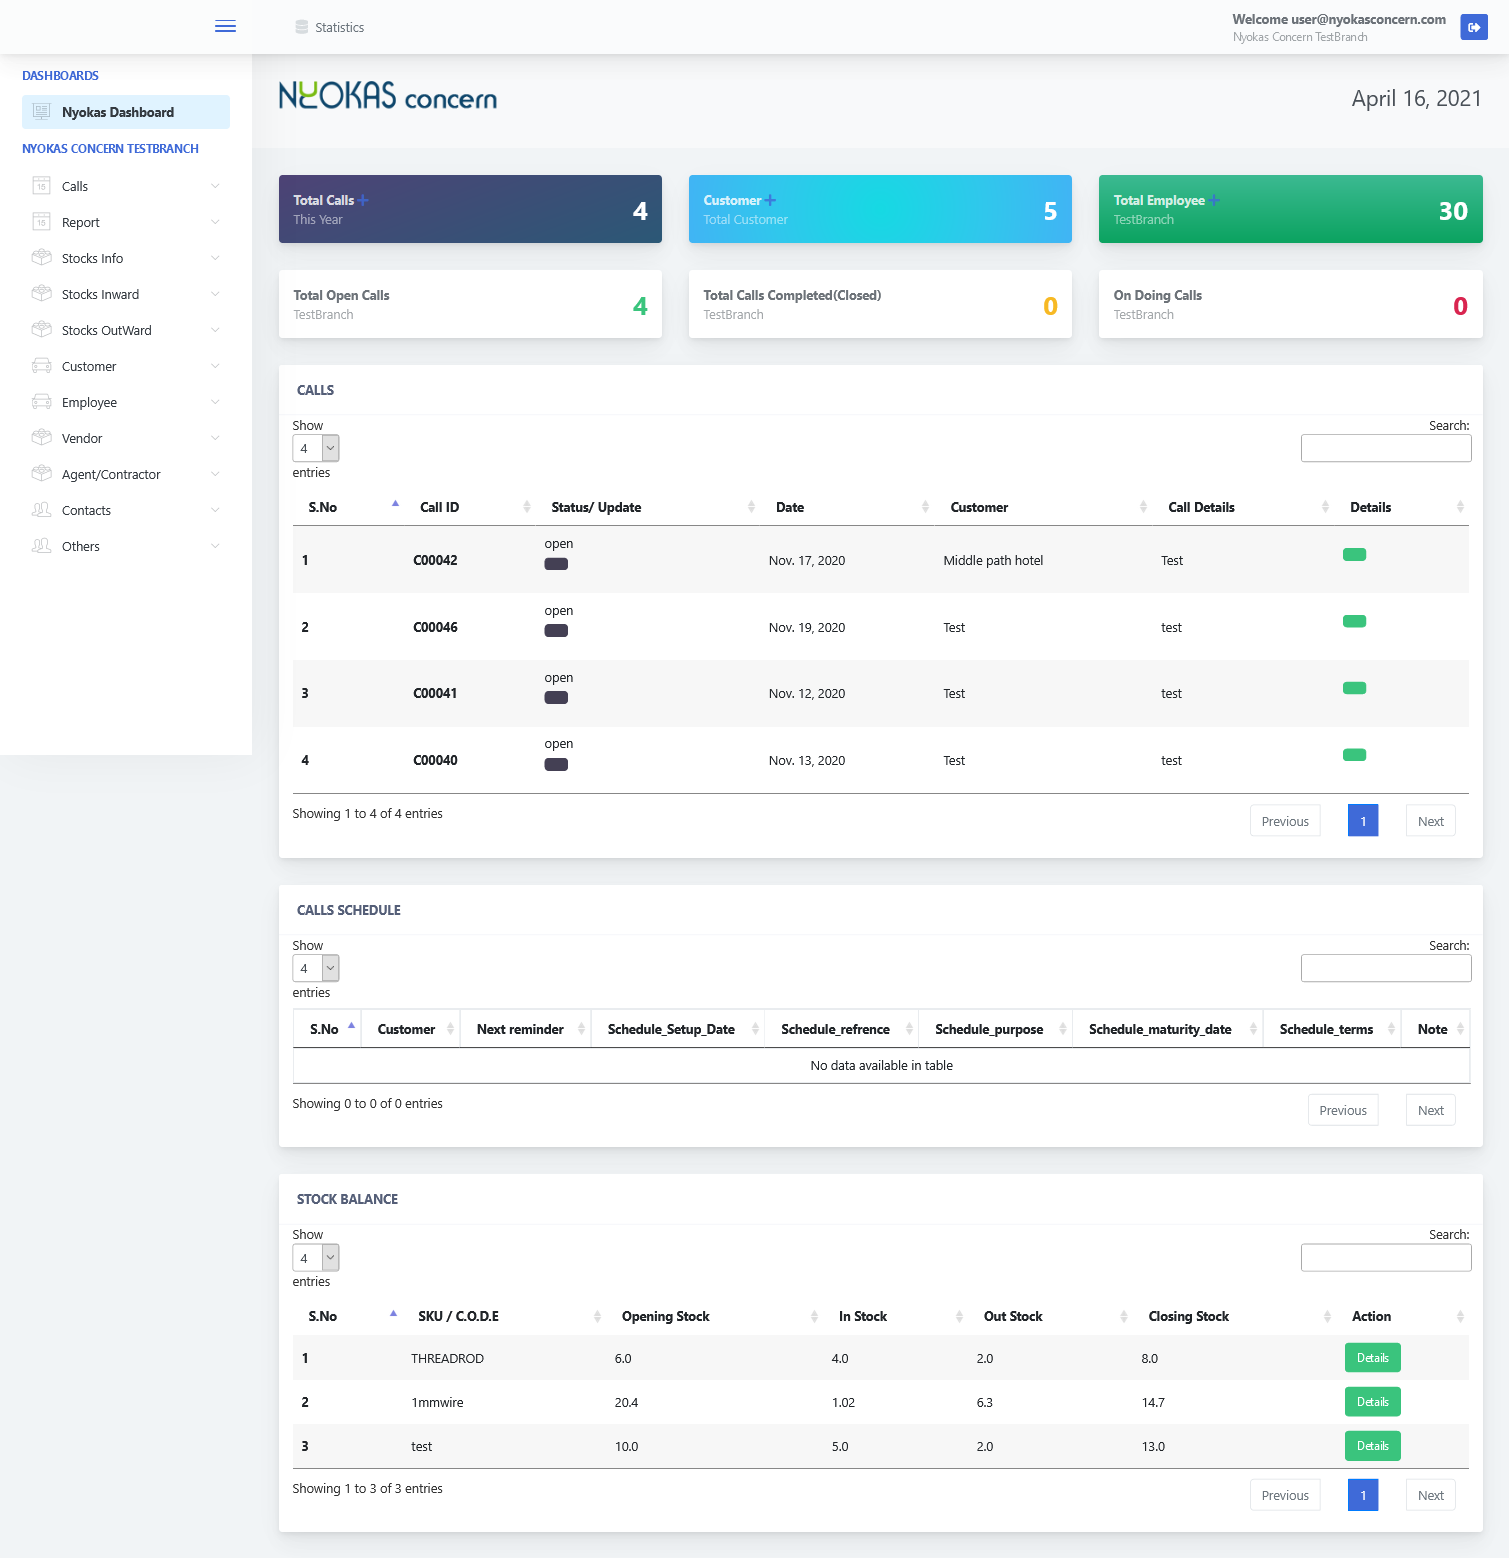 Statistics
Welcome user@nyokasconcern.com
Nyokas Concern TestBranch
DASHBOARDS
Nyokas Dashboard
NYOKAS CONCERN TESTBRANCH
Calls
Report
Stocks Info
Stocks Inward
Stocks OutWard
Customer
Employee
Vendor
Agent/Contractor
Contacts
Others
NYOKAS concern
April 16, 2021
Total Calls +
This Year
4
Customer +
Total Customer
5
Total Employee +
TestBranch
30
Total Open Calls
TestBranch
4
Total Calls Completed(Closed)
TestBranch
0
On Doing Calls
TestBranch
0
CALLS
Show
4
entries
Search:
S.No Call ID Status/ Update Date Customer Call Details Details
1 C00042 open Nov. 17, 2020 Middle path hotel Test
2 C00046 open Nov. 19, 2020 Test test
3 C00041 open Nov. 12, 2020 Test test
4 C00040 open Nov. 13, 2020 Test test
Showing 1 to 4 of 4 entries
Previous 1 Next
CALLS SCHEDULE
Show
4
entries
Search:
S.No Customer Next reminder Schedule_Setup_Date Schedule_refrence Schedule_purpose Schedule_maturity_date Schedule_terms Note
No data available in table
Showing 0 to 0 of 0 entries
Previous Next
STOCK BALANCE
Show
4
entries
Search:
S.No SKU / C.O.D.E Opening Stock In Stock Out Stock Closing Stock Action
1 THREADROD 6.0 4.0 2.0 8.0 Details
2 1mmwire 20.4 1.02 6.3 14.7 Details
3 test 10.0 5.0 2.0 13.0 Details
Showing 1 to 3 of 3 entries
Previous 1 Next